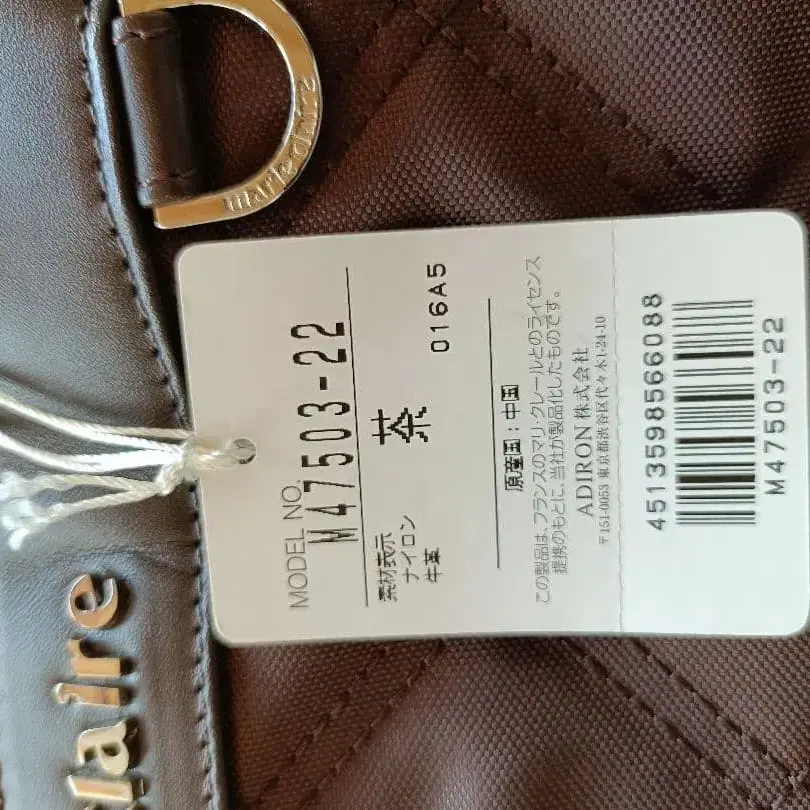 marie claire
MODEL NO.
M47503-22
茶
016A5
素材表示
ナイロン
牛革
原産国:中国
この製品は、フランスのマリ・クレールとのライセンス
提携のもとに、当社が製品化したものです。
ADIRON 株式会社
〒151-0053 東京都渋谷区代々木1-24-10
4513598566088
M47503-22
claire